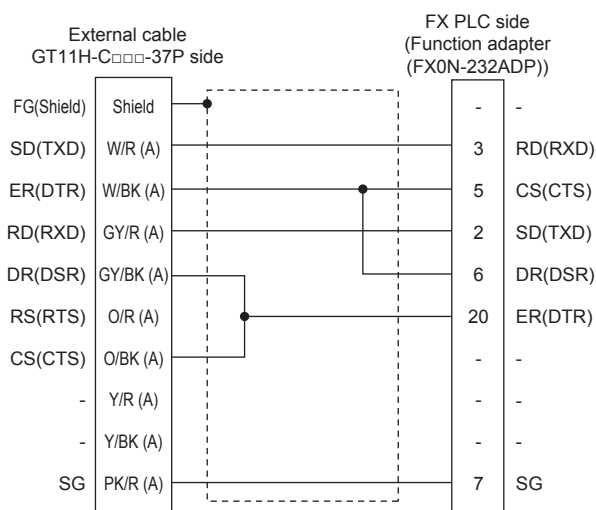 External cable
GT11H-C□□□-37P side
FX PLC side
(Function adapter
(FX0N-232ADP))
FG(Shield) Shield - -
SD(TXD) W/R (A) 3 RD(RXD)
ER(DTR) W/BK (A) 5 CS(CTS)
RD(RXD) GY/R (A) 2 SD(TXD)
DR(DSR) GY/BK (A) 6 DR(DSR)
RS(RTS) O/R (A) 20 ER(DTR)
CS(CTS) O/BK (A) - -
- Y/R (A) - -
- Y/BK (A) - -
SG PK/R (A) 7 SG